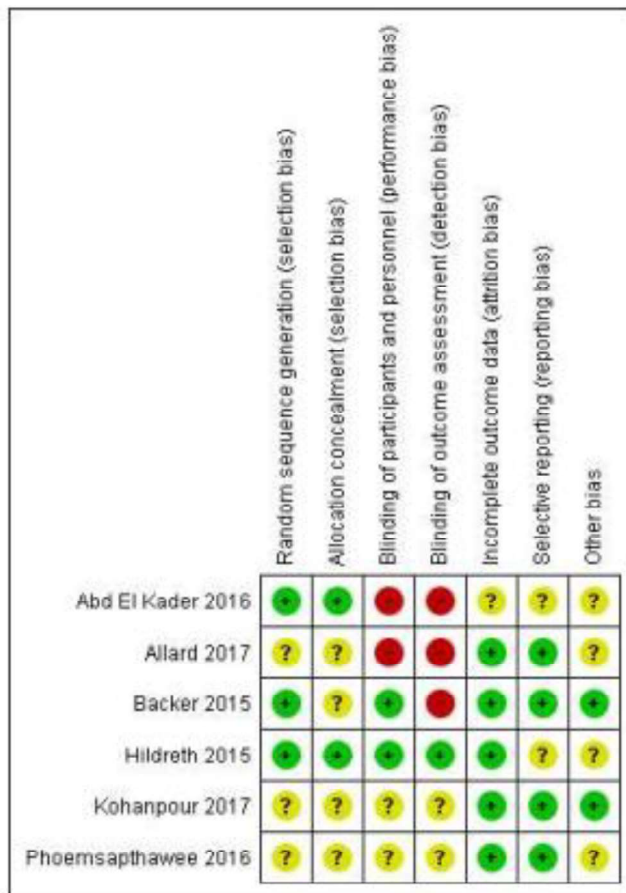 Random sequence generation (selection bias)
Allocation concealment (selection bias)
Blinding of participants and personnel (performance bias)
Blinding of outcome assessment (detection bias)
Incomplete outcome data (attrition bias)
Selective reporting (reporting bias)
Other bias
Abd El Kader 2016 + + - - ? ? ?
Allard 2017 ? ? - - + + ?
Backer 2015 + ? + - + + +
Hildreth 2015 + + + + + ? ?
Kohanpour 2017 ? ? ? ? + + +
Phoemsapthawee 2016 ? ? ? ? + + ?